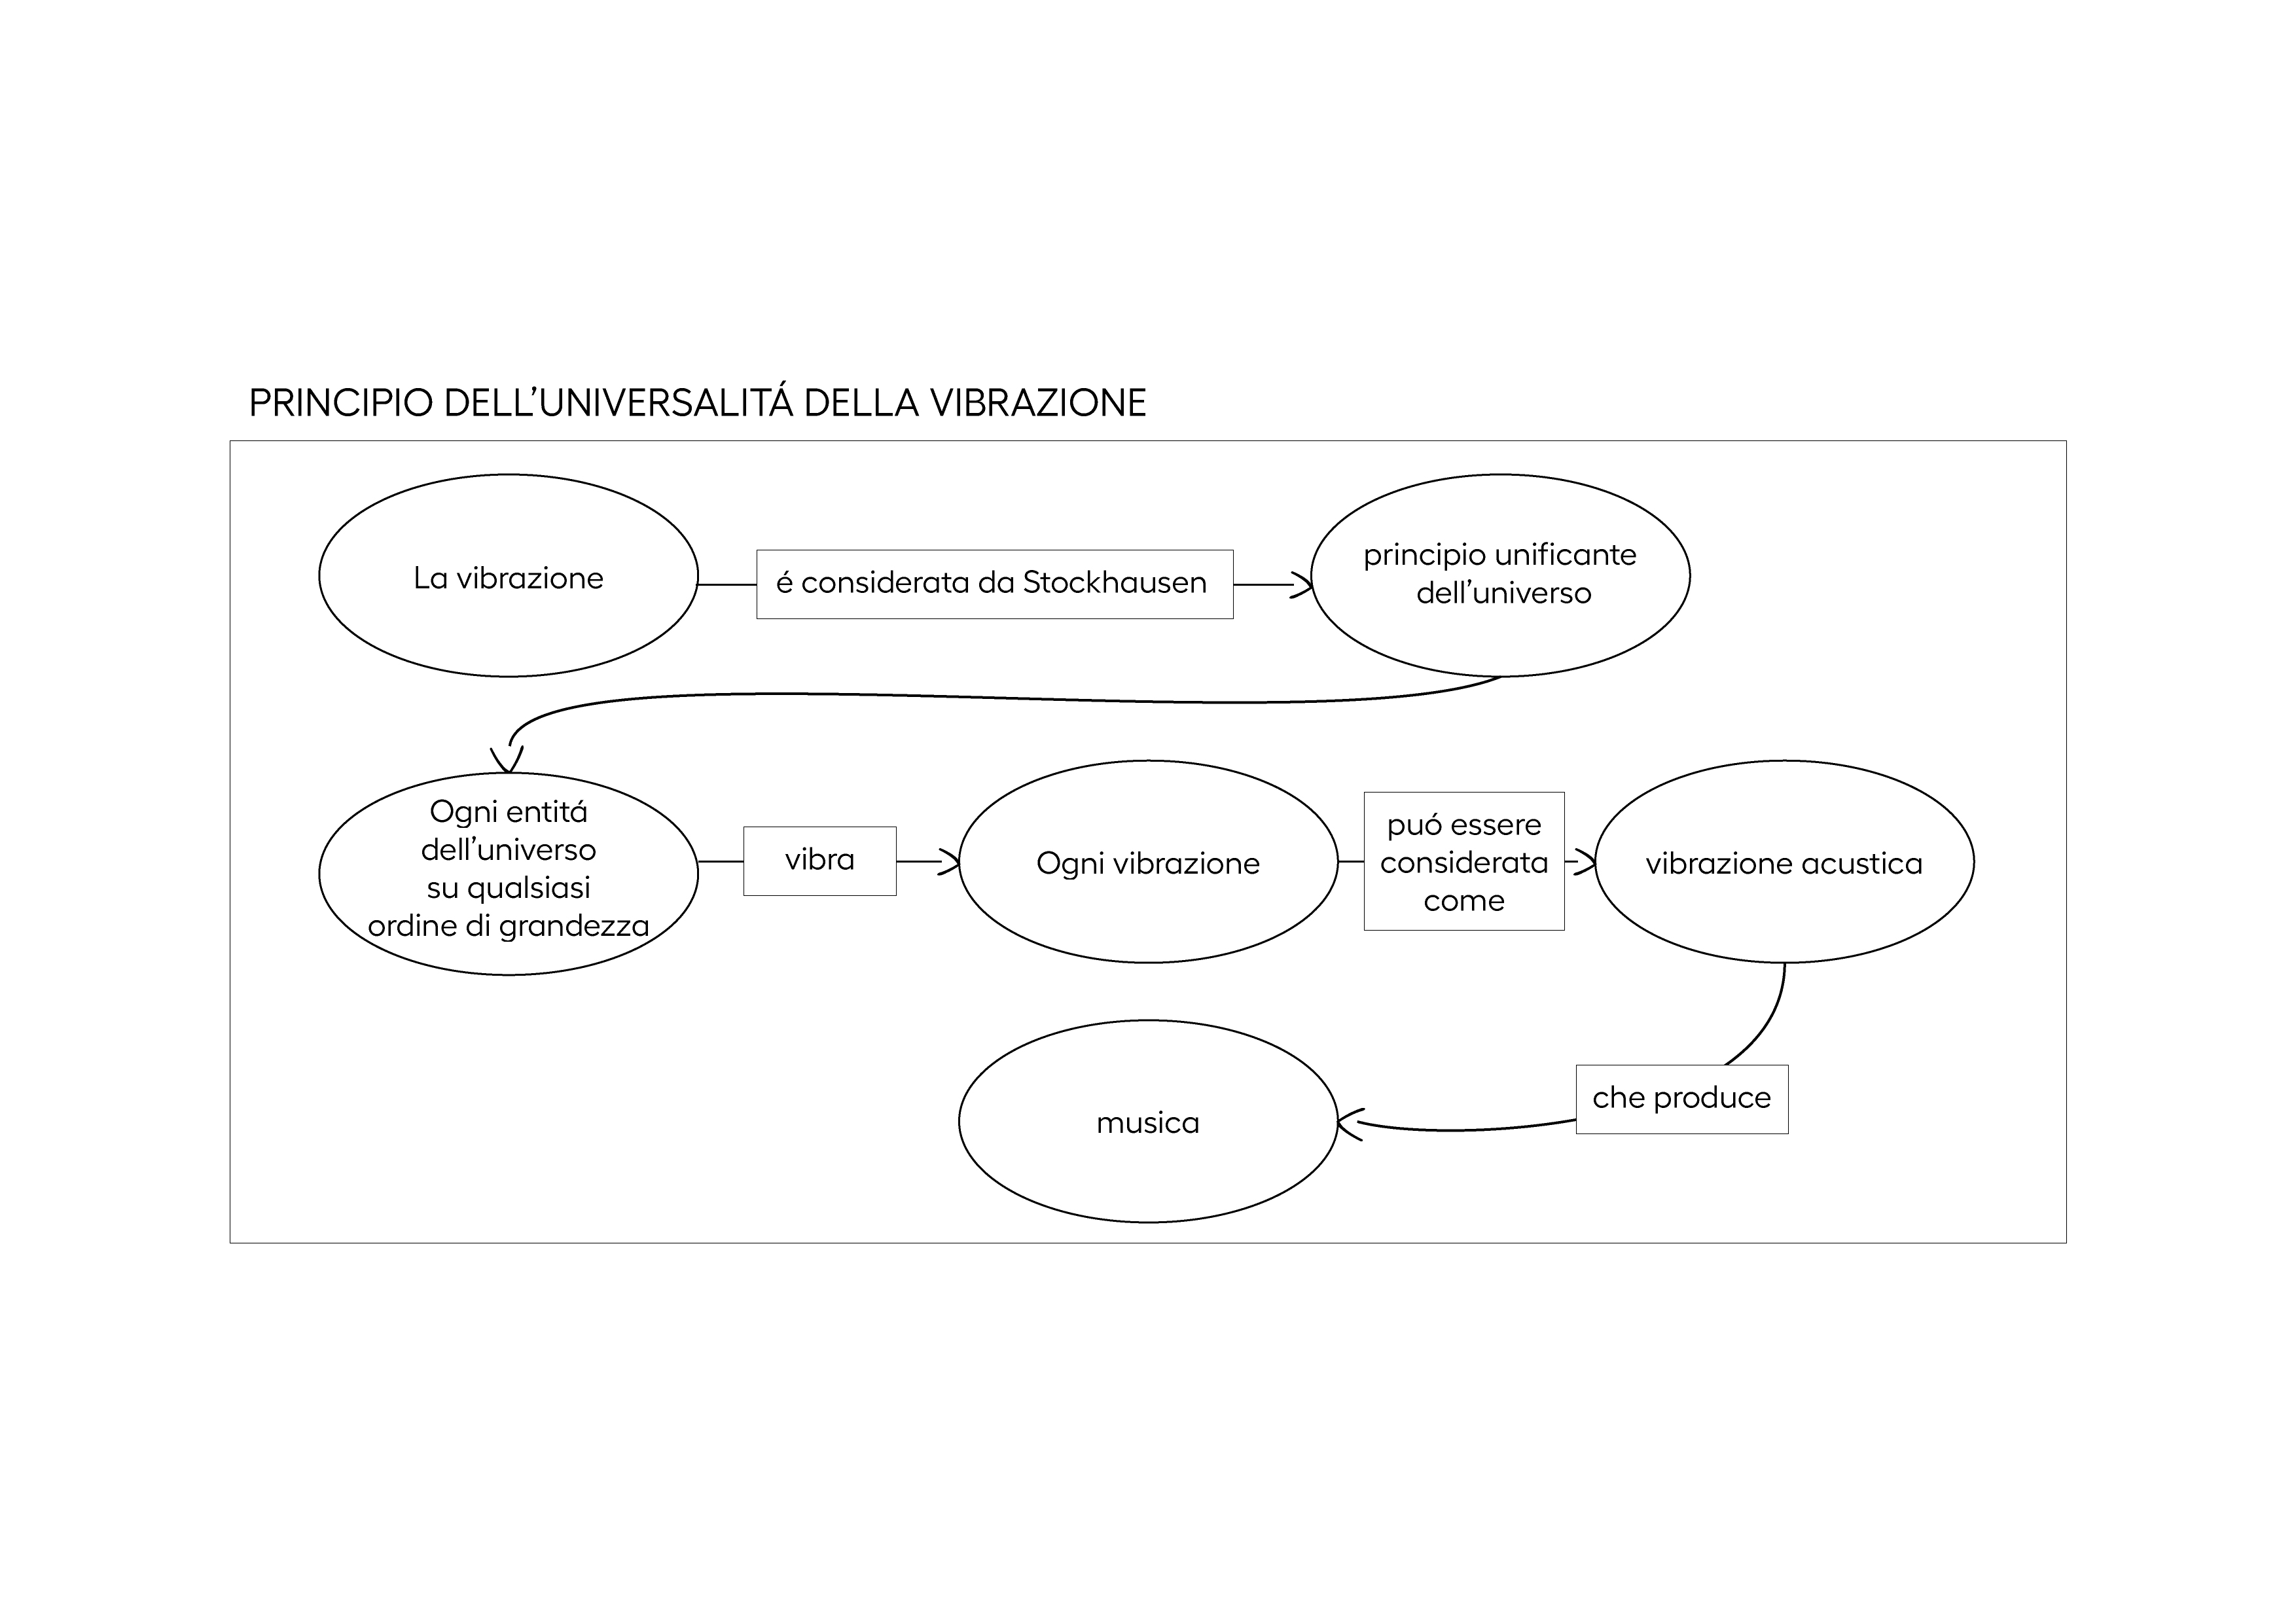 PRINCIPIO DELL’UNIVERSALITÁ DELLA VIBRAZIONE
La vibrazione
é considerata da Stockhausen
principio unificante
dell’universo
Ogni entitá
dell’universo
su qualsiasi
ordine di grandezza
vibra
Ogni vibrazione
puó essere
considerata
come
vibrazione acustica
che produce
musica